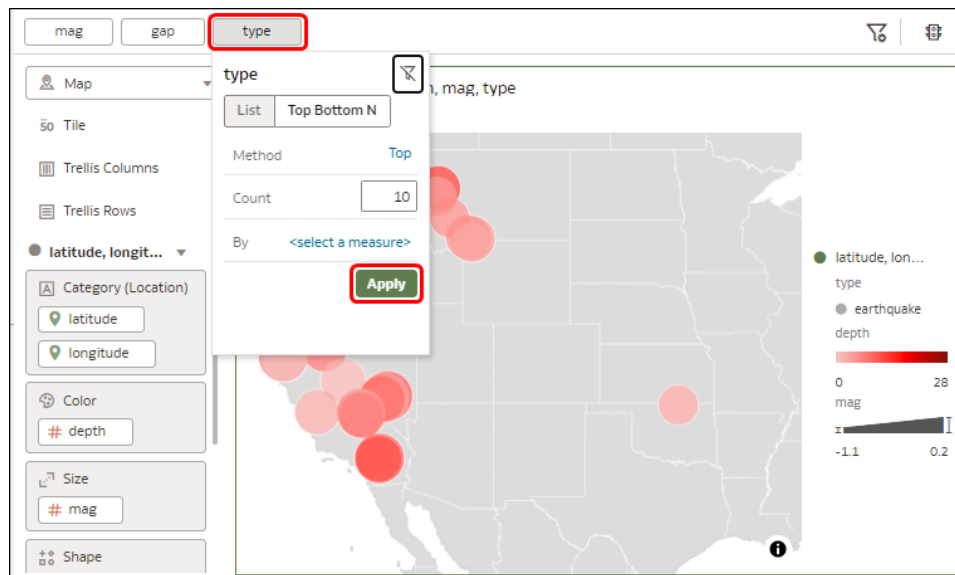 mag
gap
type
Map
50 Tile
Trellis Columns
Trellis Rows
latitude, longit...
A Category (Location)
latitude
longitude
Color
# depth
Size
# mag
Shape
type
List
Top Bottom N
Method
Top
Count
10
By
<select a measure>
Apply
, mag, type
latitude, lon...
type
earthquake
depth
0
28
mag
-1.1
0.2